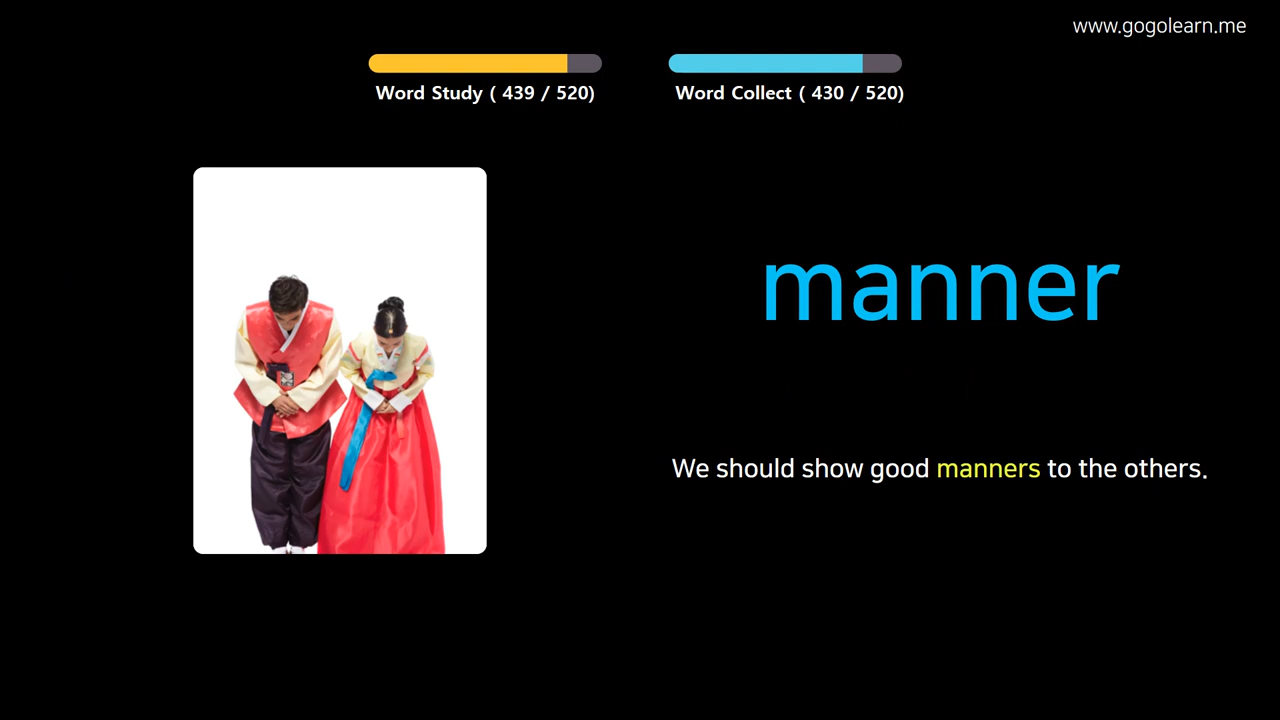 www.gogolearn.me
Word Study ( 439 / 520)
Word Collect ( 430 / 520)
manner
We should show good manners to the others.